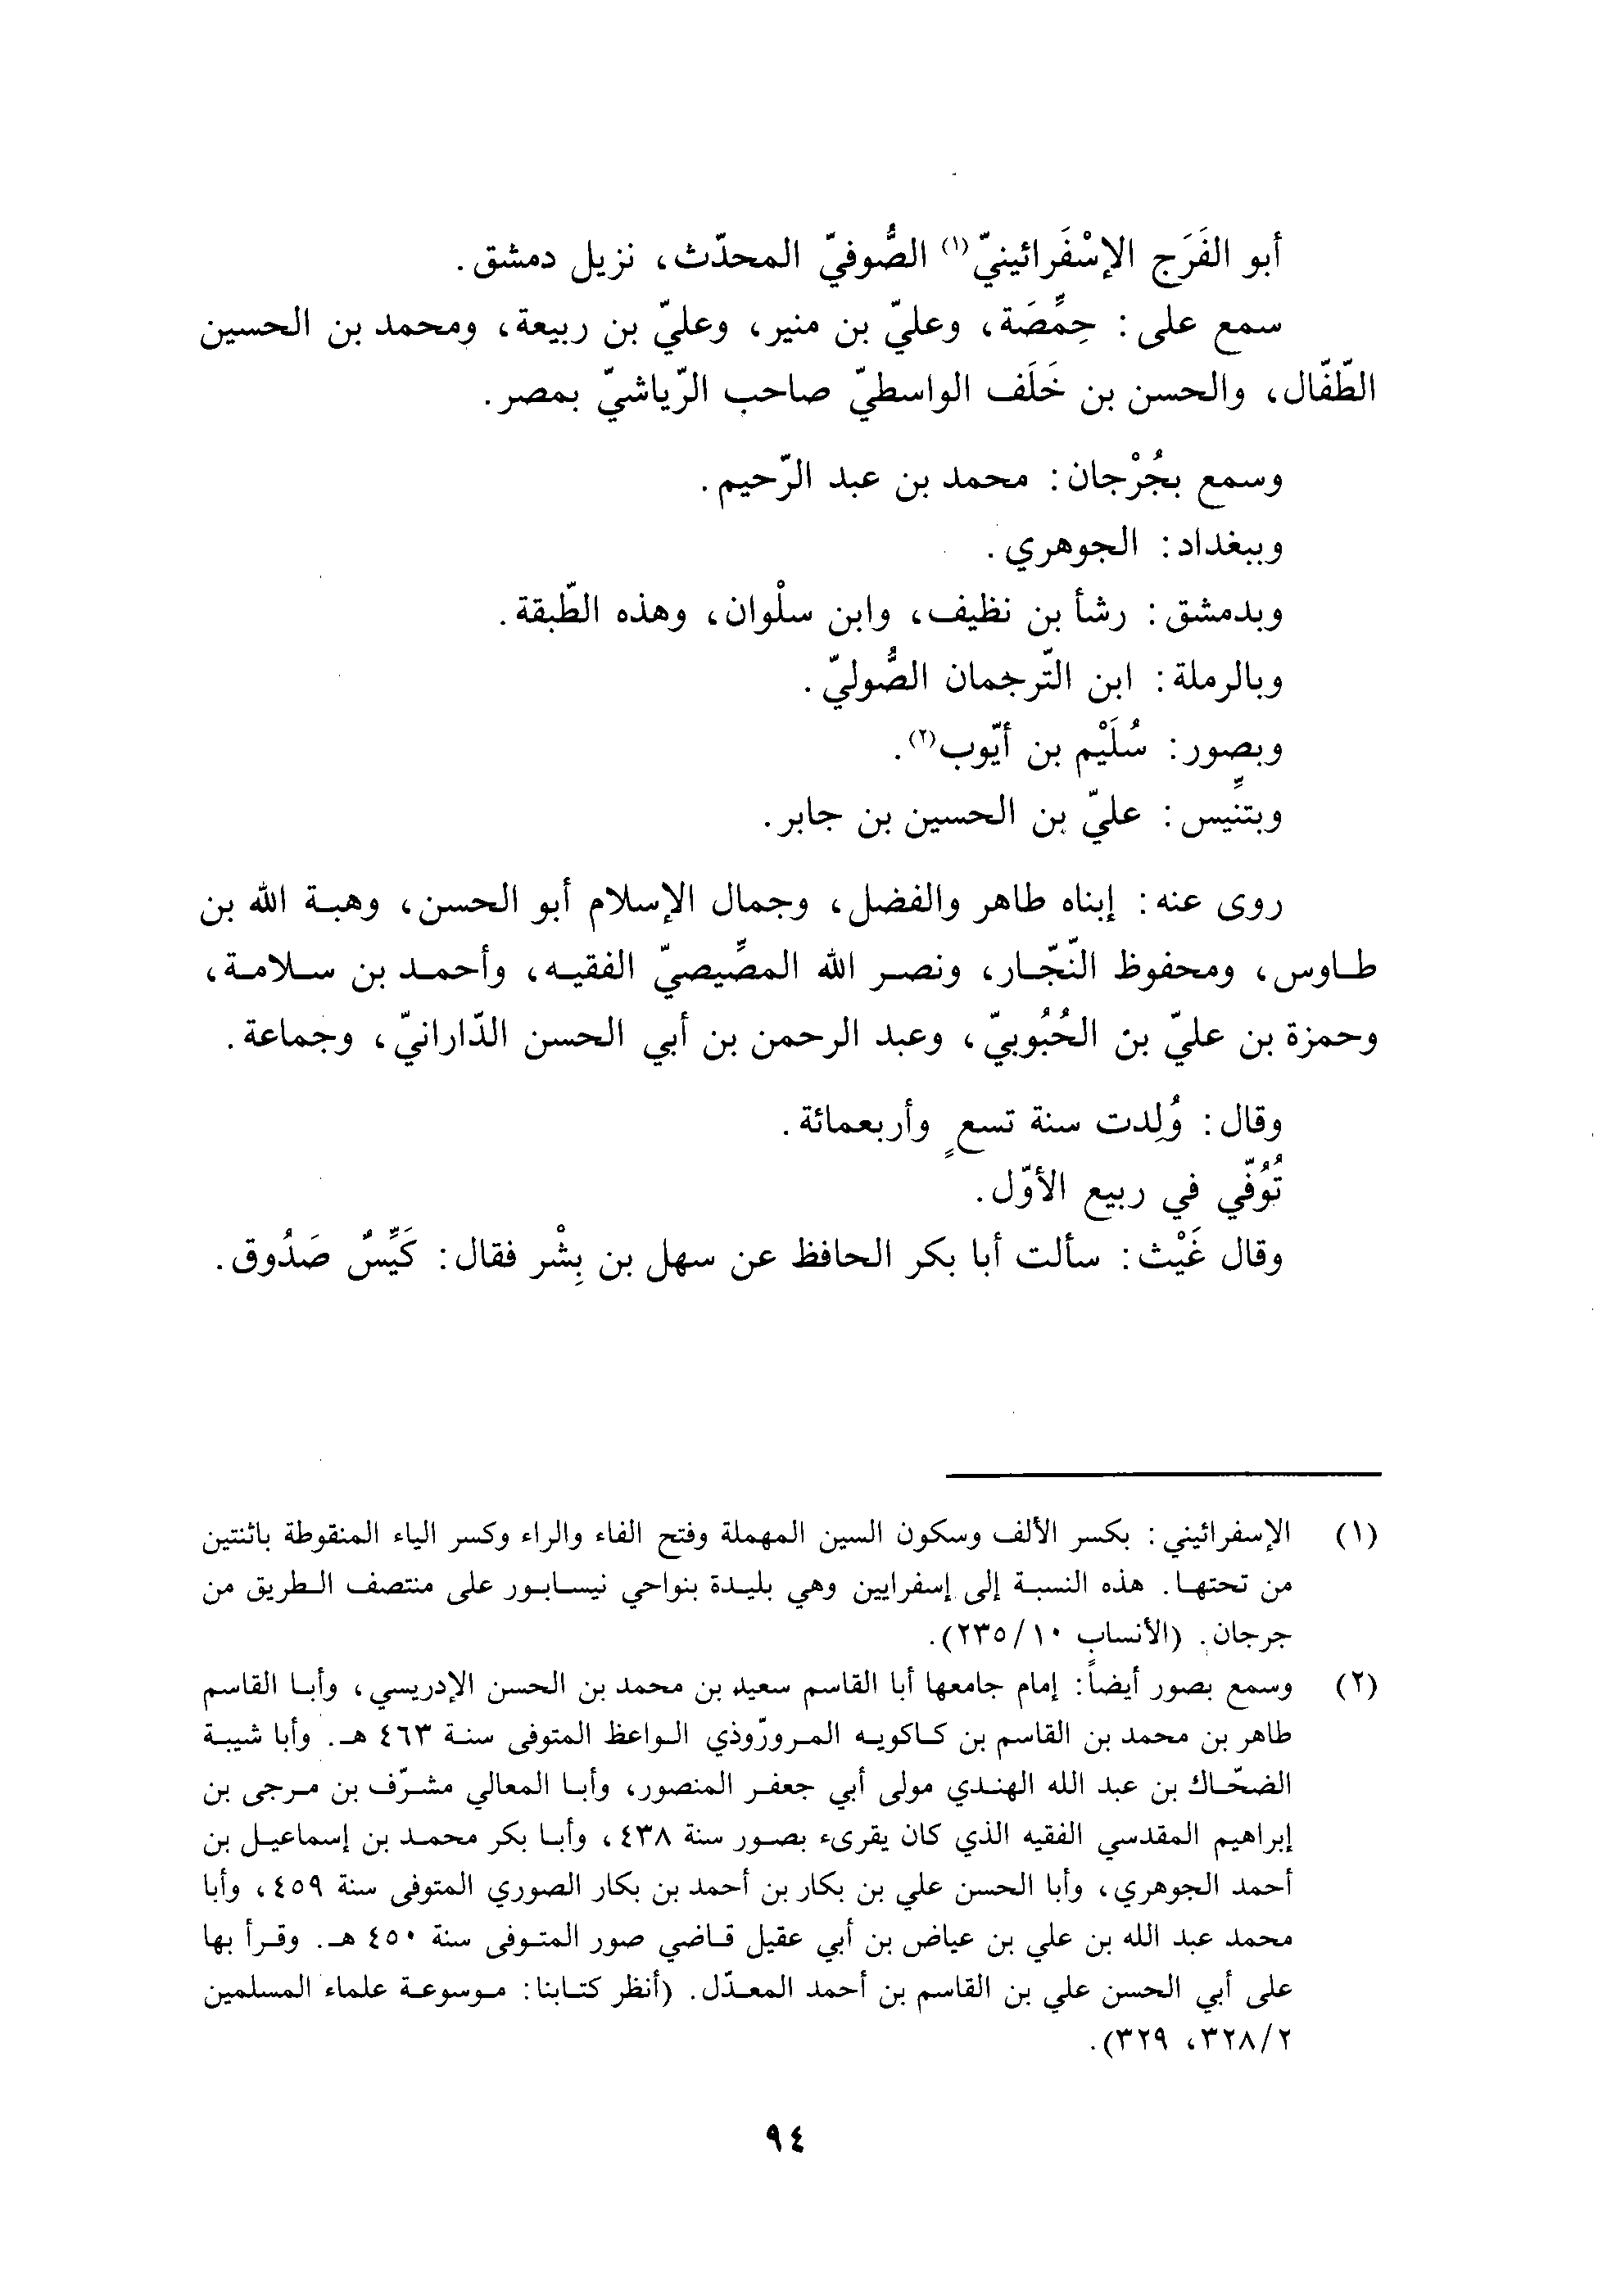 أبو الفَرَج الإسْفَرائينيّ(١) الصُّوفيّ المحدّث، نزيل دمشق.
سمع على: حِمِّصَة، وعليّ بن منير، وعليّ بن ربيعة، ومحمد بن الحسين
الطّفّال، والحسن بن خَلَف الواسطيّ صاحب الرّياشيّ بمصر.
وسمع بجُرْجان: محمد بن عبد الرّحيم.
وببغداد: الجوهري.
وبدمشق: رشأ بن نظيف، وابن سلْوان، وهذه الطّبقة.
وبالرملة: ابن التّرجمان الصُّوليّ.
وبصور: سُلَيْم بن أيّوب(٢).
وبتنِّيس: عليّ بن الحسين بن جابر.
روى عنه: إبناه طاهر والفضل، وجمال الإسلام أبو الحسن، وهبة الله بن
طاوس، ومحفوظ النّجّار، ونصر الله المصِّيصيّ الفقيه، وأحمد بن سلامة،
وحمزة بن عليّ بن الحُبُوبيّ، وعبد الرحمن بن أبي الحسن الدّارانيّ، وجماعة.
وقال: وُلِدت سنة تسعٍ وأربعمائة.
تُوُفّي في ربيع الأوّل.
وقال غَيْث: سألت أبا بكر الحافظ عن سهل بن بِشْر فقال: كَيِّسٌ صَدُوق.
(١) الإسفرائيني: بكسر الألف وسكون السين المهملة وفتح الفاء والراء وكسر الياء المنقوطة باثنتين
من تحتها. هذه النسبة إلى إسفرايين وهي بليدة بنواحي نيسابور على منتصف الطريق من
جرجان. (الأنساب ١٠/٢٣٥).
(٢) وسمع بصور أيضاً: إمام جامعها أبا القاسم سعيد بن محمد بن الحسن الإدريسي، وأبا القاسم
طاهر بن محمد بن القاسم بن كاكويه المروزّوذي الواعظ المتوفى سنة ٤٦٣ هـ. وأبا شيبة
الضحّاك بن عبد الله الهندي مولى أبي جعفر المنصور، وأبا المعالي مشرّف بن مرجى بن
إبراهيم المقدسي الفقيه الذي كان يقرىء بصور سنة ٤٣٨، وأبا بكر محمد بن إسماعيل بن
أحمد الجوهري، وأبا الحسن علي بن بكار بن أحمد بن بكار الصوري المتوفى سنة ٤٥٩، وأبا
محمد عبد الله بن علي بن عياض بن أبي عقيل قاضي صور المتوفى سنة ٤٥٠ هـ. وقرأ بها
على أبي الحسن علي بن القاسم بن أحمد المعدّل. (أنظر كتابنا: موسوعة علماء المسلمين
٢/٣٢٨، ٣٢٩).
٩٤